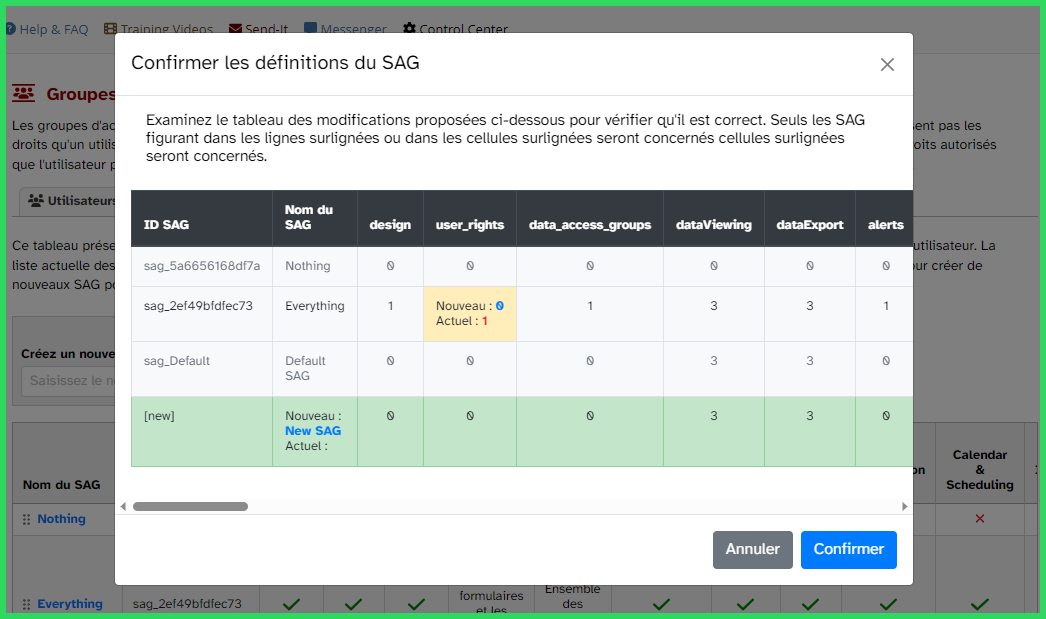 Help & FAQ Training Videos Send-It Messenger Control Center
Confirmer les définitions du SAG
Groupes
Examinez le tableau des modifications proposées ci-dessous pour vérifier qu'il est correct. Seuls les SAG
figurant dans les lignes surlignées ou dans les cellules surlignées seront concernés cellules surlignées
seront concernés.
Les groupes d'ac
sent pas les
droits qu'un utilis
oits autorisés
que l'utilisateur p
Utilisateurs
ID SAG Nom du SAG design user_rights data_access_groups dataViewing dataExport alerts
Ce tableau prése
utilisateur. La
liste actuelle des
our créer de
nouveaux SAG po
sag_5a6656168df7a Nothing 0 0 0 0 0 0
sag_2ef49bfdfec73 Everything 1 Nouveau : 0 1 3 3 1
Actuel : 1
Créez un nouve
Saisissez le n
sag_Default Default SAG 0 0 0 3 3 0
[new] Nouveau : 0 0 0 3 3 0
New SAG
Actuel :
Nom du SAG
on
Calendar
&
Scheduling
Nothing
Annuler Confirmer
Everything sag_2ef49bfdfec73
formulaires
et les
Ensemble
des